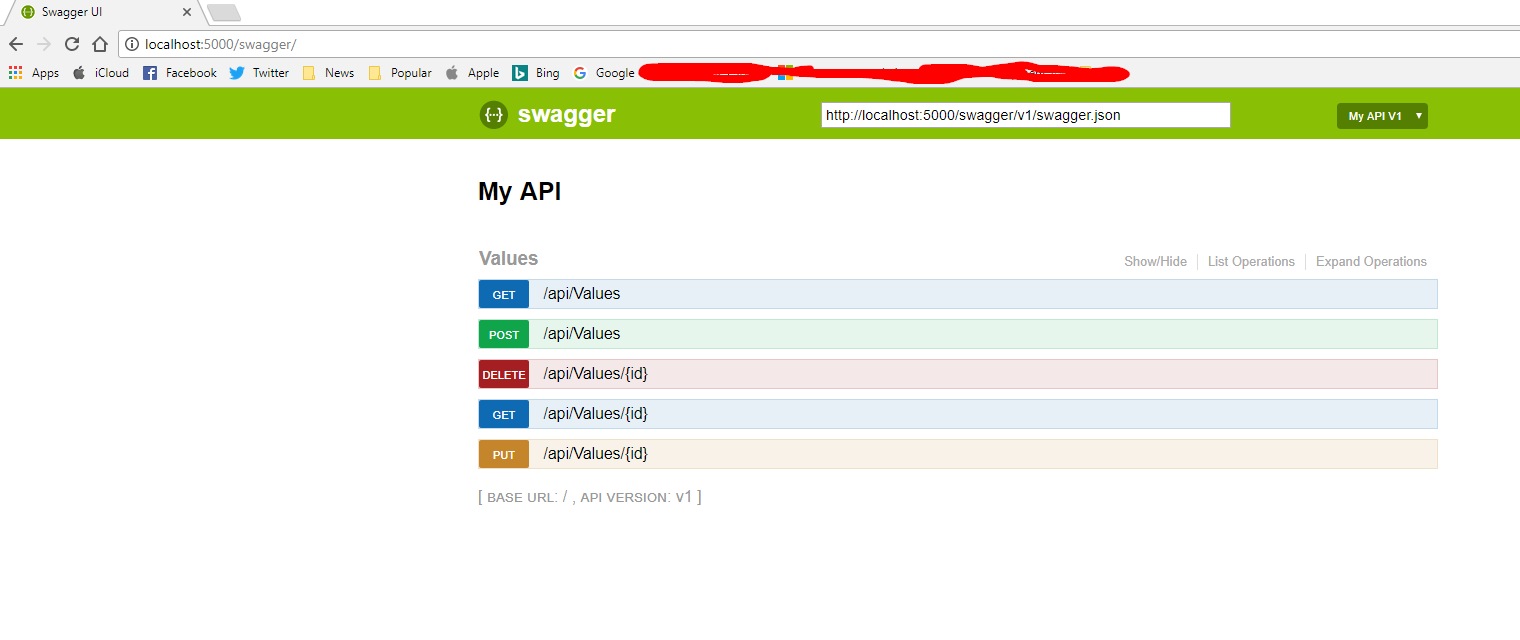 Swagger UI
localhost:5000/swagger/
Apps iCloud Facebook Twitter News Popular Apple Bing Google
{··} swagger http://localhost:5000/swagger/v1/swagger.json My API V1
My API
Values Show/Hide List Operations Expand Operations
GET /api/Values
POST /api/Values
DELETE /api/Values/{id}
GET /api/Values/{id}
PUT /api/Values/{id}
[ BASE URL: / , API VERSION: v1 ]